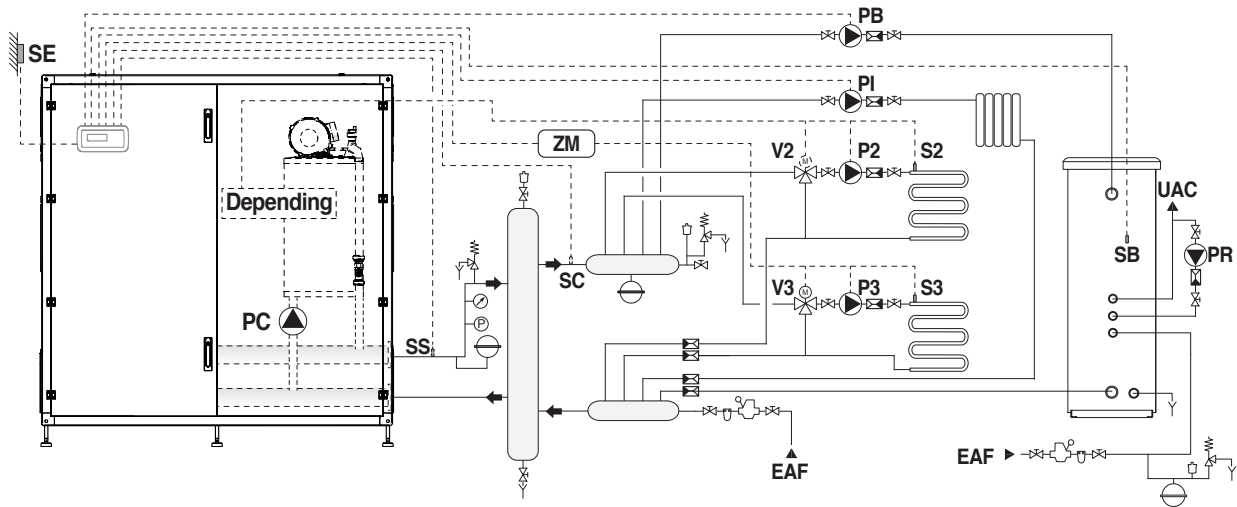 PB
SE
PI
ZM
V2
P2
S2
UAC
Depending
SB
PR
SC
V3
P3
S3
PC
SS
P
M
M
EAF
EAF